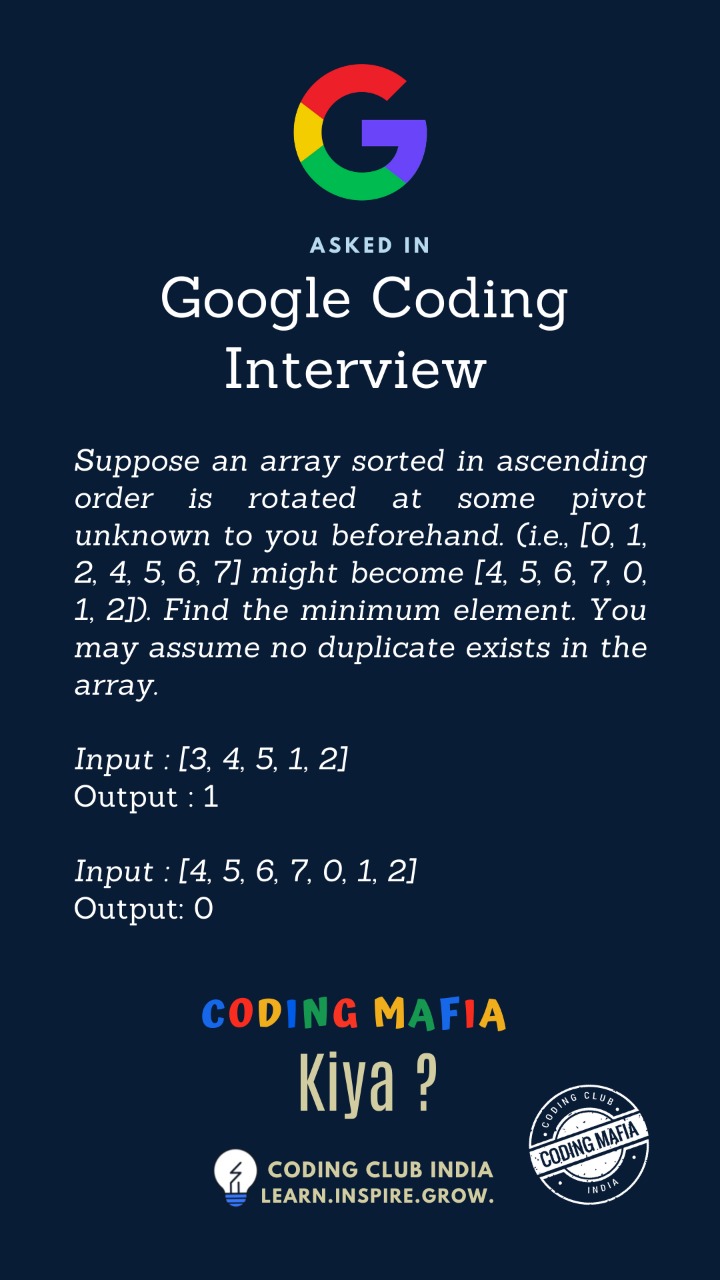 ASKED IN
Google Coding
Interview
Suppose an array sorted in ascending
order is rotated at some pivot
unknown to you beforehand. (i.e., [0, 1,
2, 4, 5, 6, 7] might become [4, 5, 6, 7, 0,
1, 2]). Find the minimum element. You
may assume no duplicate exists in the
array.
Input : [3, 4, 5, 1, 2]
Output : 1
Input : [4, 5, 6, 7, 0, 1, 2]
Output: 0
CODING MAFIA
Kiya ?
CODING CLUB INDIA
LEARN.INSPIRE.GROW.
CODING CLUB
CODING MAFIA
INDIA